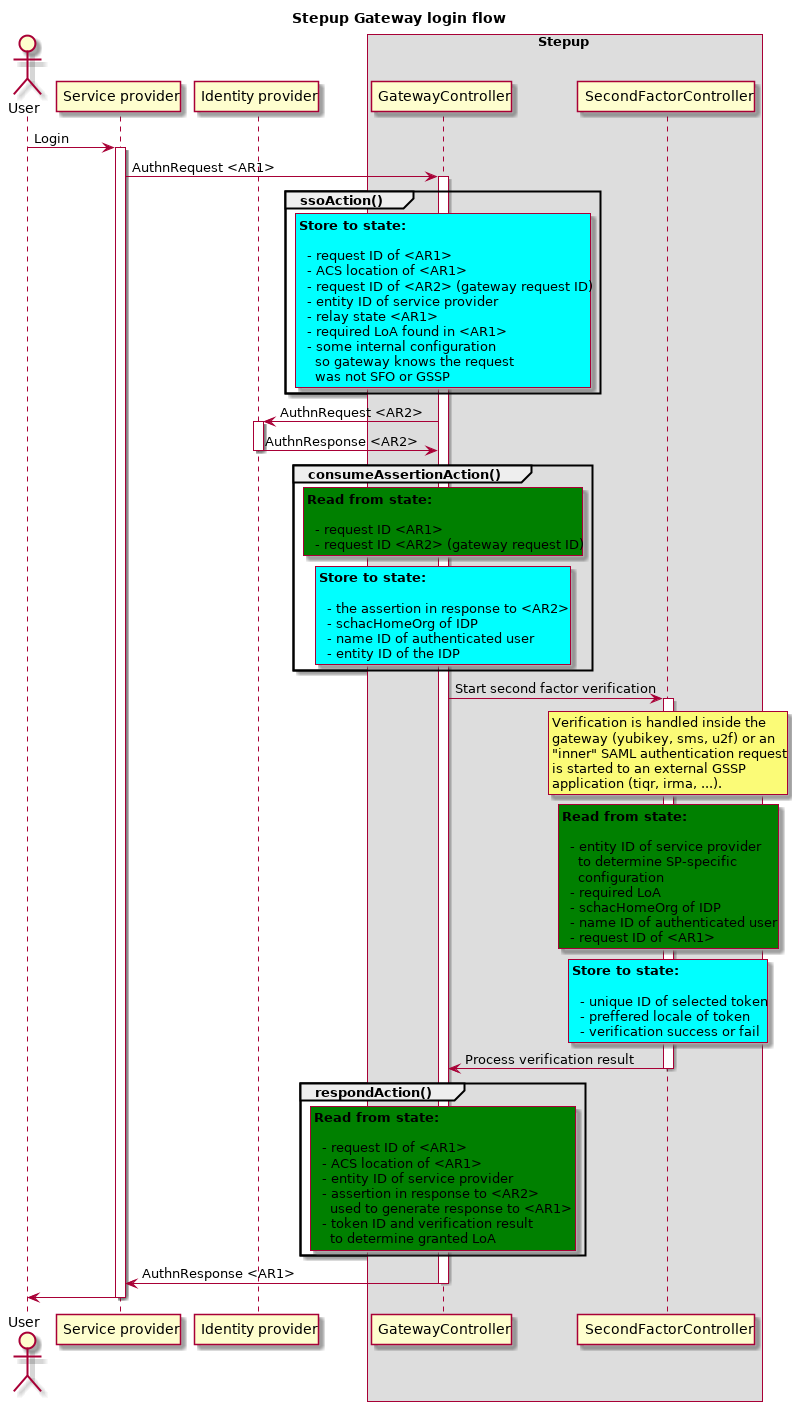 Stepup Gateway login flow
Stepup
User
Service provider
Identity provider
GatewayController
SecondFactorController
Login
AuthnRequest <AR1>
ssoAction()
Store to state:
- request ID of <AR1>
- ACS location of <AR1>
- request ID of <AR2> (gateway request ID)
- entity ID of service provider
- relay state <AR1>
- required LoA found in <AR1>
- some internal configuration
so gateway knows the request
was not SFO or GSSP
AuthnRequest <AR2>
AuthnResponse <AR2>
consumeAssertionAction()
Read from state:
- request ID <AR1>
- request ID <AR2> (gateway request ID)
Store to state:
- the assertion in response to <AR2>
- schacHomeOrg of IDP
- name ID of authenticated user
- entity ID of the IDP
Start second factor verification
Verification is handled inside the
gateway (yubikey, sms, u2f) or an
"inner" SAML authentication request
is started to an external GSSP
application (tiqr, irma, ...).
Read from state:
- entity ID of service provider
to determine SP-specific
configuration
- required LoA
- schacHomeOrg of IDP
- name ID of authenticated user
- request ID of <AR1>
Store to state:
- unique ID of selected token
- preffered locale of token
- verification success or fail
Process verification result
respondAction()
Read from state:
- request ID of <AR1>
- ACS location of <AR1>
- entity ID of service provider
- assertion in response to <AR2>
used to generate response to <AR1>
- token ID and verification result
to determine granted LoA
AuthnResponse <AR1>
User
Service provider
Identity provider
GatewayController
SecondFactorController